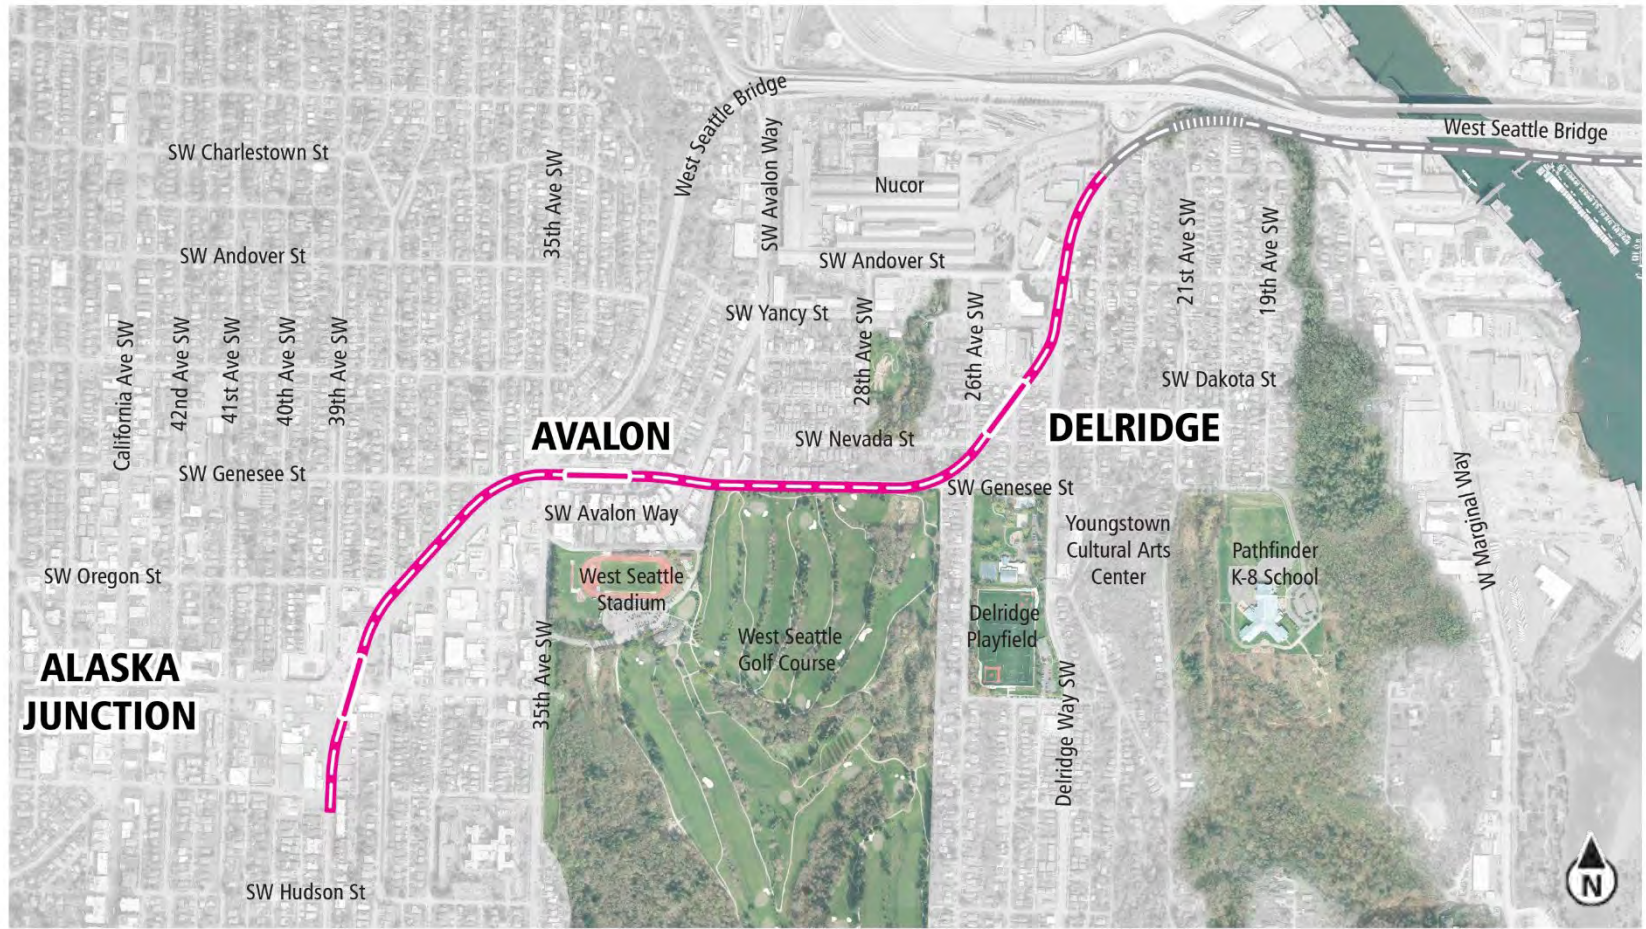 West Seattle Bridge
West Seattle Bridge
SW Charlestown St
35th Ave SW
SW Avalon Way
Nucor
21st Ave SW
19th Ave SW
SW Andover St
SW Andover St
SW Yancy St
28th Ave SW
26th Ave SW
California Ave SW
42nd Ave SW
41st Ave SW
40th Ave SW
39th Ave SW
SW Dakota St
AVALON
DELRIDGE
SW Nevada St
SW Genesee St
SW Genesee St
W Marginal Way
SW Avalon Way
Youngstown
Cultural Arts
Center
Pathfinder
K-8 School
SW Oregon St
West Seattle
Stadium
Delridge
Playfield
West Seattle
Golf Course
35th Ave SW
ALASKA
JUNCTION
Delridge Way SW
SW Hudson St
N